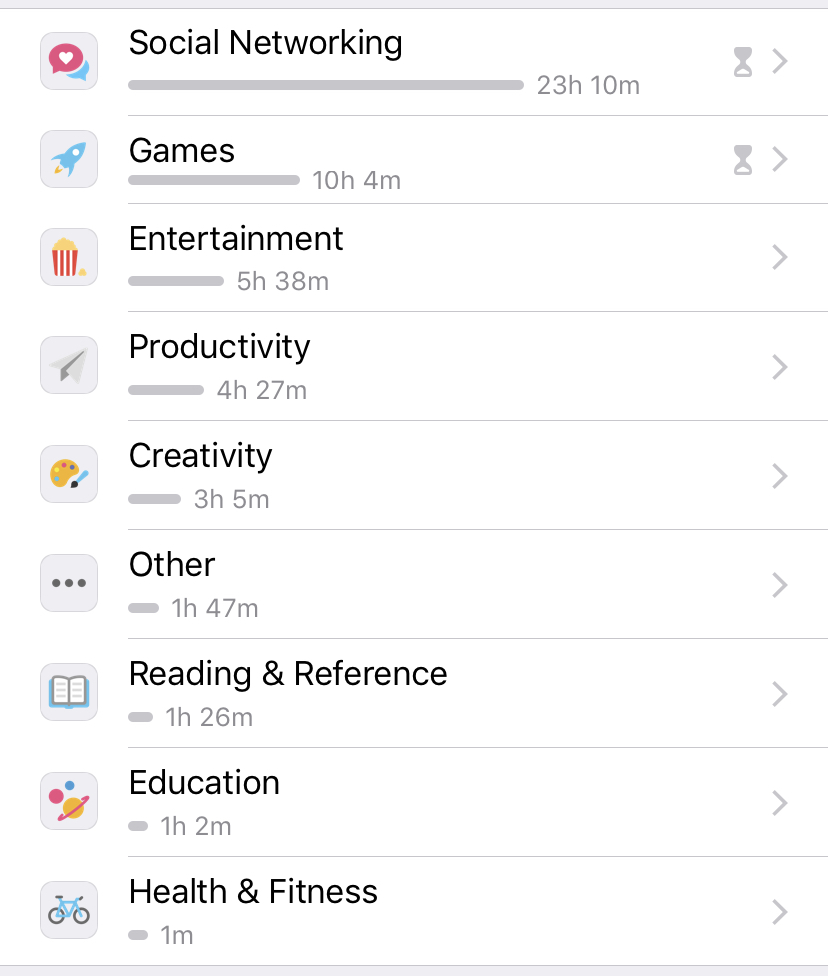 Social Networking
23h 10m
Games
10h 4m
Entertainment
5h 38m
Productivity
4h 27m
Creativity
3h 5m
Other
1h 47m
Reading & Reference
1h 26m
Education
1h 2m
Health & Fitness
1m